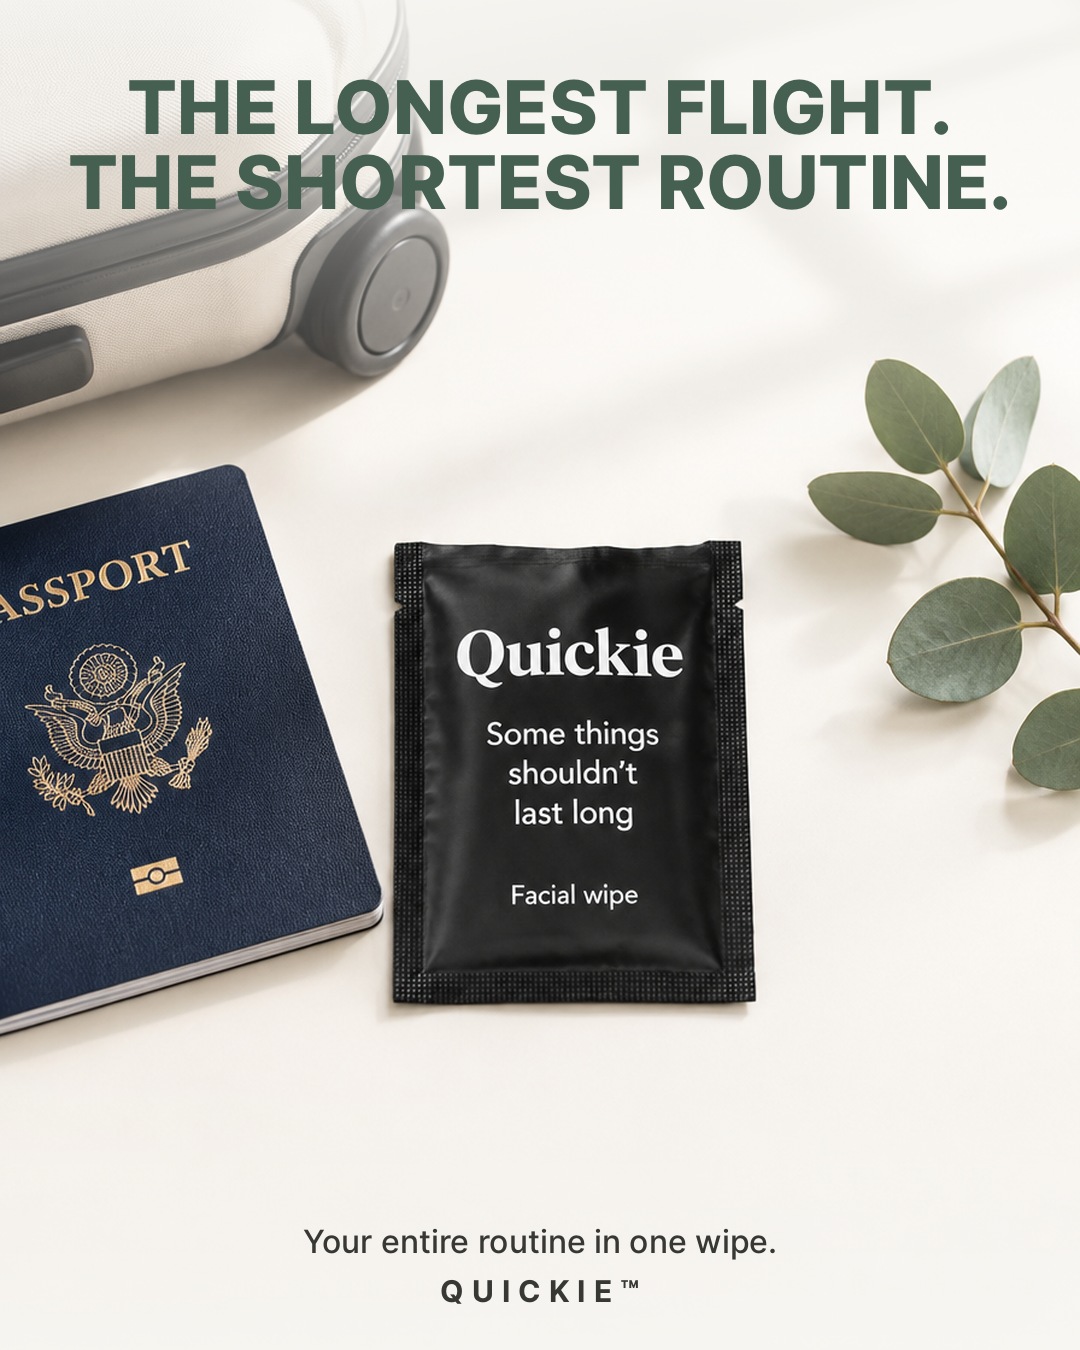 THE LONGEST FLIGHT.
THE SHORTEST ROUTINE.
ASSPORT
Quickie
Some things
shouldn’t
last long
Facial wipe
Your entire routine in one wipe.
QUICKIE™